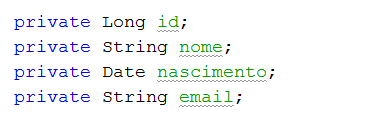 private Long id;
private String nome;
private Date nascimento;
private String email;